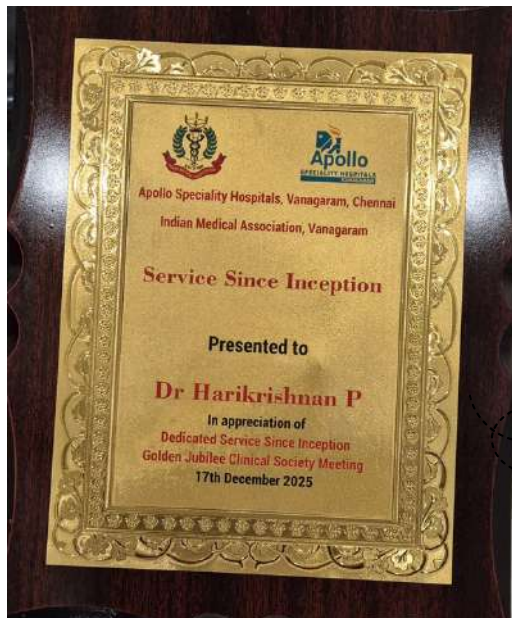 Apollo
SPECIALITY HOSPITALS
VANAGARAM
Apollo Speciality Hospitals, Vanagaram, Chennai
Indian Medical Association, Vanagaram
Service Since Inception
Presented to
Dr Harikrishnan P
In appreciation of
Dedicated Service Since Inception
Golden Jubilee Clinical Society Meeting
17th December 2025